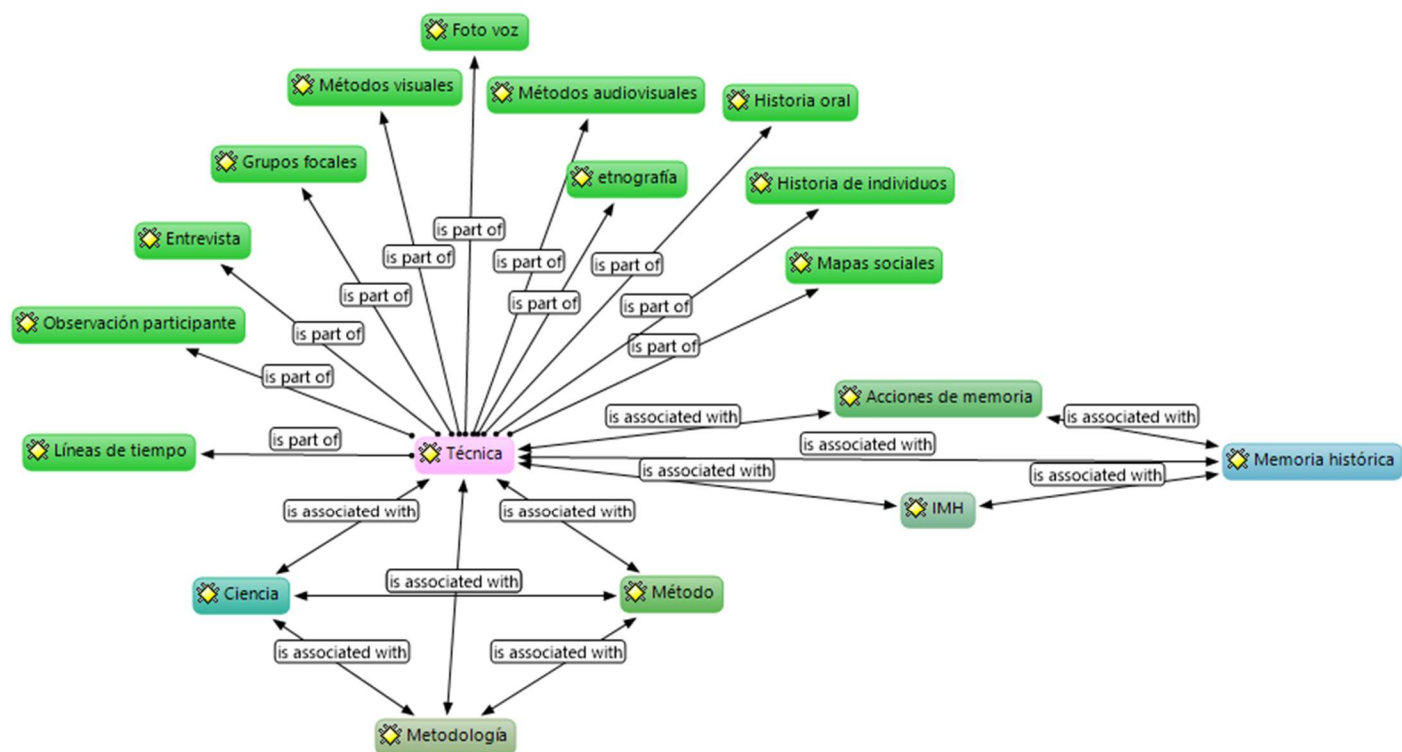 Foto voz
Métodos visuales
Métodos audiovisuales
Historia oral
Grupos focales
etnografía
Historia de individuos
Entrevista
is part of
is part of
is part of
is part of
Mapas sociales
is part of
is part of
is part of
Observación participante
is part of
is part of
is part of
Acciones de memoria
is associated with
is associated with
is part of
Líneas de tiempo
Técnica
is associated with
Memoria histórica
is associated with
is associated with
IMH
is associated with
is associated with
is associated with
Ciencia
Método
is associated with
is associated with
Metodología